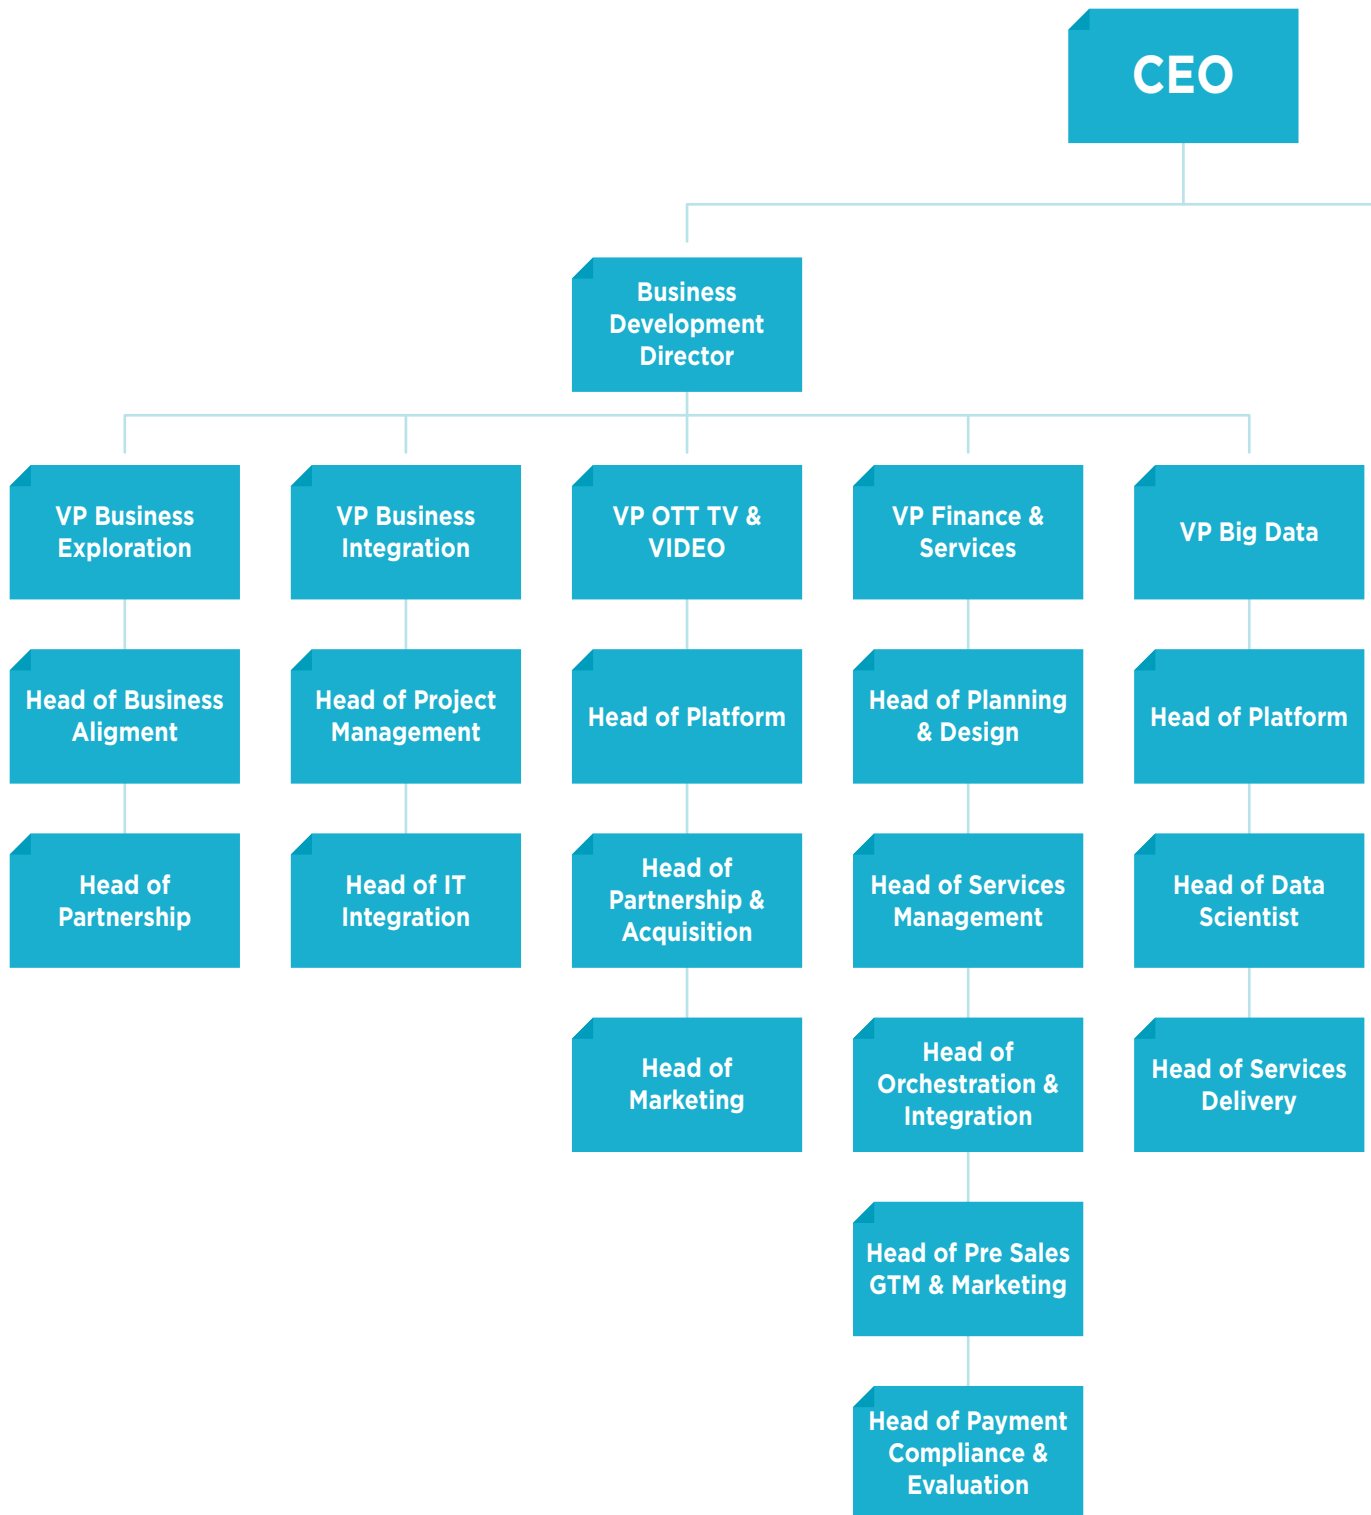 CEO
Business
Development
Director
VP Business
Exploration
VP Business
Integration
VP OTT TV &
VIDEO
VP Finance &
Services
VP Big Data
Head of Business
Aligment
Head of Project
Management
Head of Platform
Head of Planning
& Design
Head of Platform
Head of
Partnership
Head of IT
Integration
Head of
Partnership &
Acquisition
Head of Services
Management
Head of Data
Scientist
Head of
Marketing
Head of
Orchestration &
Integration
Head of Services
Delivery
Head of Pre Sales
GTM & Marketing
Head of Payment
Compliance &
Evaluation